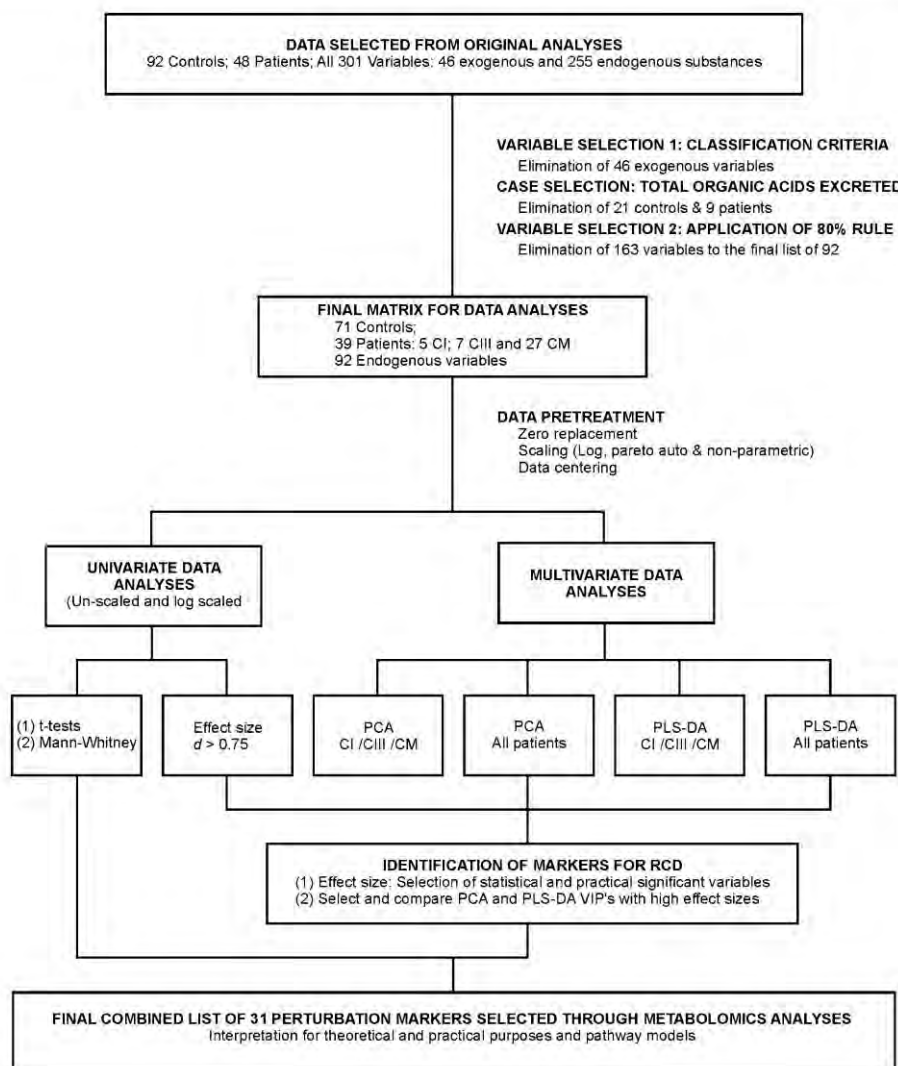 DATA SELECTED FROM ORIGINAL ANALYSES
92 Controls; 48 Patients; All 301 Variables: 46 exogenous and 255 endogenous substances
VARIABLE SELECTION 1: CLASSIFICATION CRITERIA
Elimination of 46 exogenous variables
CASE SELECTION: TOTAL ORGANIC ACIDS EXCRETED
Elimination of 21 controls & 9 patients
VARIABLE SELECTION 2: APPLICATION OF 80% RULE
Elimination of 163 variables to the final list of 92
FINAL MATRIX FOR DATA ANALYSES
71 Controls;
39 Patients: 5 CI; 7 CIII and 27 CM
92 Endogenous variables
DATA PRETREATMENT
Zero replacement
Scaling (Log, pareto auto & non-parametric)
Data centering
UNIVARIATE DATA
ANALYSES
(Un-scaled and log scaled
MULTIVARIATE DATA
ANALYSES
(1) t-tests
(2) Mann-Whitney
Effect size
d > 0.75
PCA
CI /CIII /CM
PCA
All patients
PLS-DA
CI /CIII /CM
PLS-DA
All patients
IDENTIFICATION OF MARKERS FOR RCD
(1) Effect size: Selection of statistical and practical significant variables
(2) Select and compare PCA and PLS-DA VIP's with high effect sizes
FINAL COMBINED LIST OF 31 PERTURBATION MARKERS SELECTED THROUGH METABOLOMICS ANALYSES
Interpretation for theoretical and practical purposes and pathway models